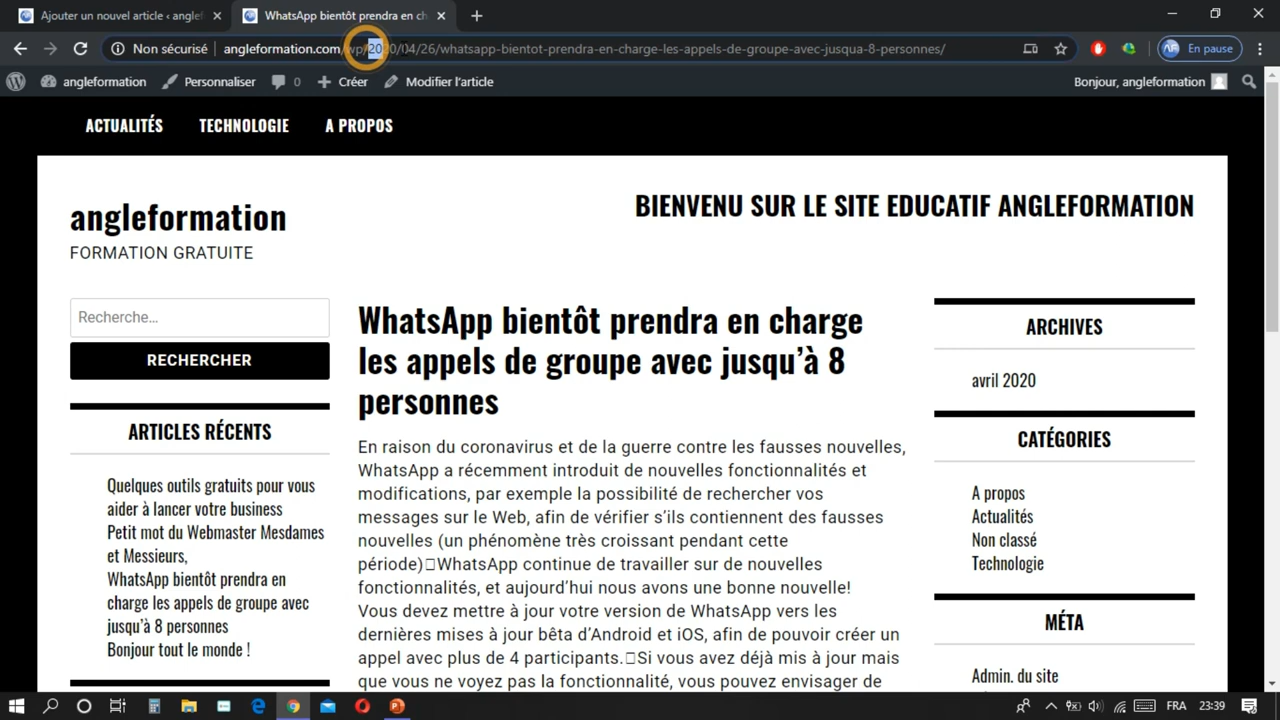 Ajouter un nouvel article ‹ anglef
WhatsApp bientôt prendra en ch
Non sécurisé
angleformation.com/wp/2020/04/26/whatsapp-bientot-prendra-en-charge-les-appels-de-groupe-avec-jusqua-8-personnes/
En pause
angleformation
Personnaliser
0
Créer
Modifier l’article
Bonjour, angleformation
ACTUALITÉS
TECHNOLOGIE
A PROPOS
angleformation
FORMATION GRATUITE
BIENVENU SUR LE SITE EDUCATIF ANGLEFORMATION
Recherche…
RECHERCHER
ARTICLES RÉCENTS
Quelques outils gratuits pour vous
aider à lancer votre business
Petit mot du Webmaster Mesdames
et Messieurs,
WhatsApp bientôt prendra en
charge les appels de groupe avec
jusqu’à 8 personnes
Bonjour tout le monde !
WhatsApp bientôt prendra en charge
les appels de groupe avec jusqu’à 8
personnes
En raison du coronavirus et de la guerre contre les fausses nouvelles,
WhatsApp a récemment introduit de nouvelles fonctionnalités et
modifications, par exemple la possibilité de rechercher vos
messages sur le Web, afin de vérifier s’ils contiennent des fausses
nouvelles (un phénomène très croissant pendant cette
période)WhatsApp continue de travailler sur de nouvelles
fonctionnalités, et aujourd’hui nous avons une bonne nouvelle!
Vous devez mettre à jour votre version de WhatsApp vers les
dernières mises à jour bêta d’Android et iOS, afin de pouvoir créer un
appel avec plus de 4 participants.Si vous avez déjà mis à jour mais
que vous ne voyez pas la fonctionnalité, vous pouvez envisager de
ARCHIVES
avril 2020
CATÉGORIES
A propos
Actualités
Non classé
Technologie
MÉTA
Admin. du site
FRA
23:39